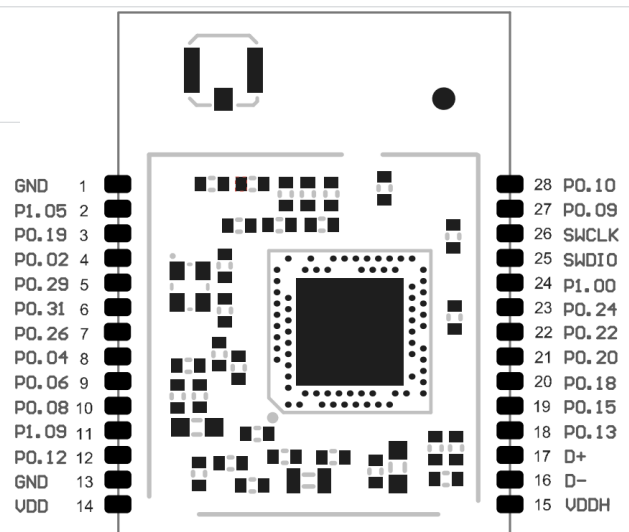 GND 1 28 P0.10
P1.05 2 27 P0.09
P0.19 3 26 SWCLK
P0.02 4 25 SWDIO
P0.29 5 24 P1.00
P0.31 6 23 P0.24
P0.26 7 22 P0.22
P0.04 8 21 P0.20
P0.06 9 20 P0.18
P0.08 10 19 P0.15
P1.09 11 18 P0.13
P0.12 12 17 D+
GND 13 16 D-
VDD 14 15 VDDH